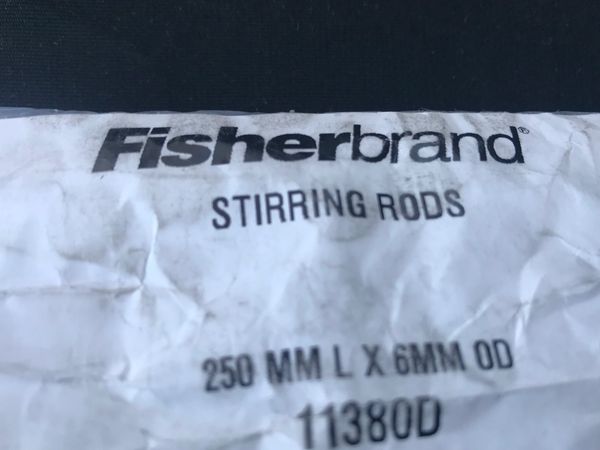 Fisherbrand®
STIRRING RODS
250 MM L X 6MM OD
11380D